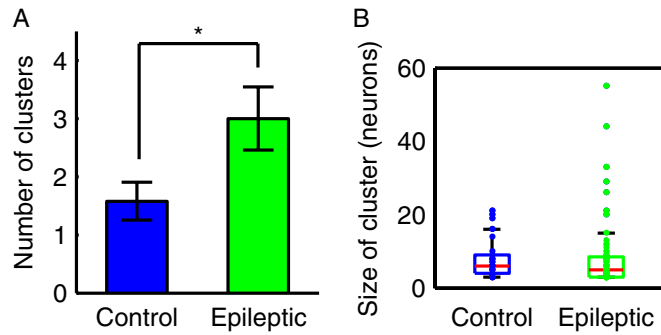 A
Number of clusters
4
3
2
1
0
*
Control
Epileptic
B
Size of cluster (neurons)
60
40
20
0
Control
Epileptic